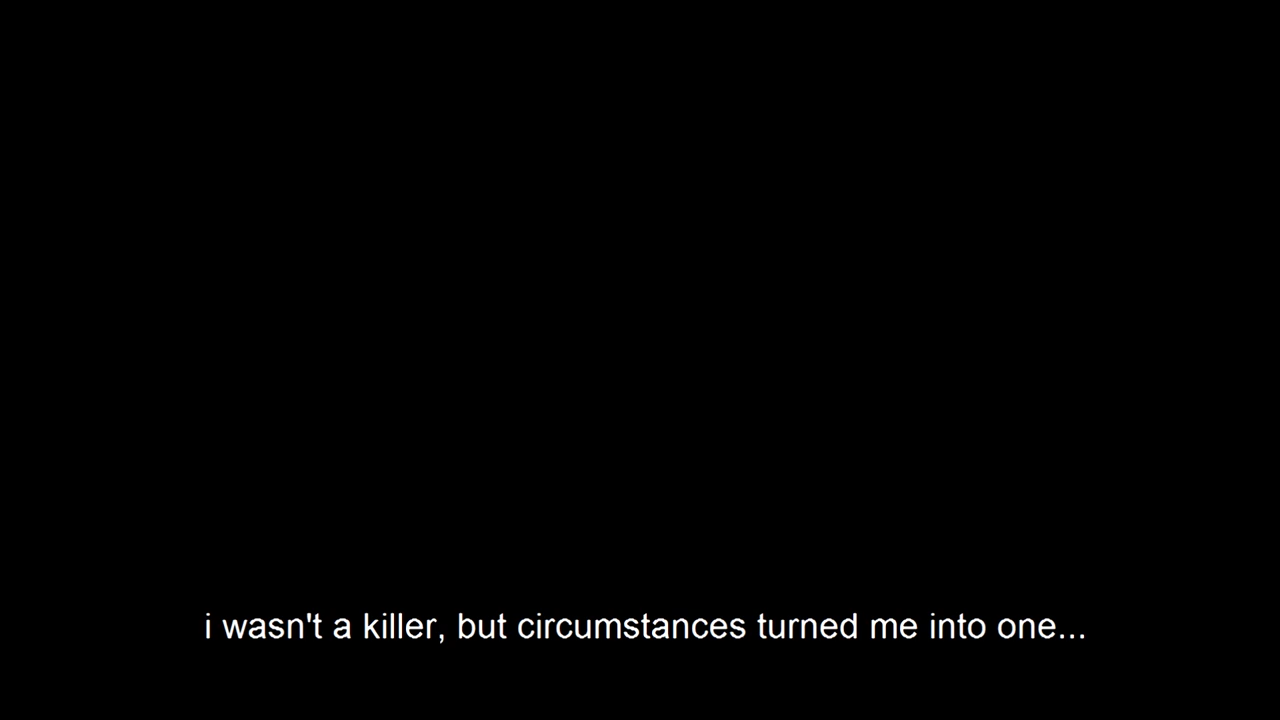 i wasn't a killer, but circumstances turned me into one...